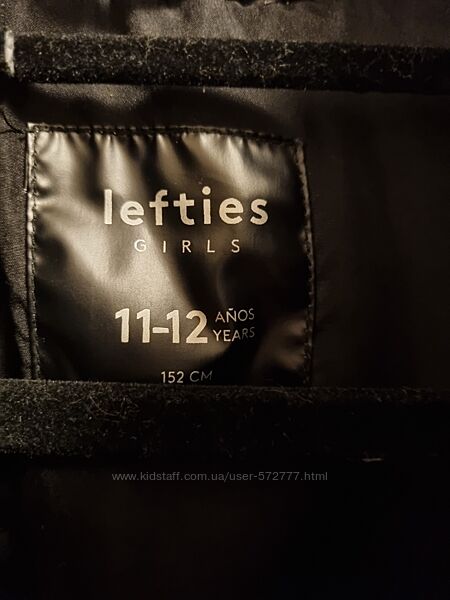 lefties
GIRLS
11-12 AÑOS
YEARS
152 CM
www.kidstaff.com.ua/user-572777.html